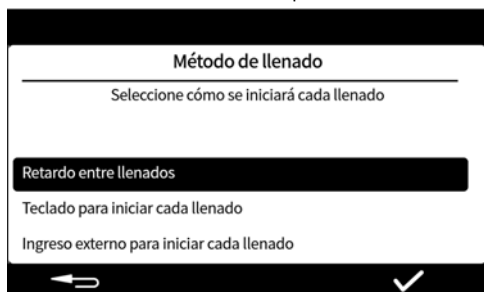 Método de llenado
Seleccione cómo se iniciará cada llenado
Retardo entre llenados
Teclado para iniciar cada llenado
Ingreso externo para iniciar cada llenado